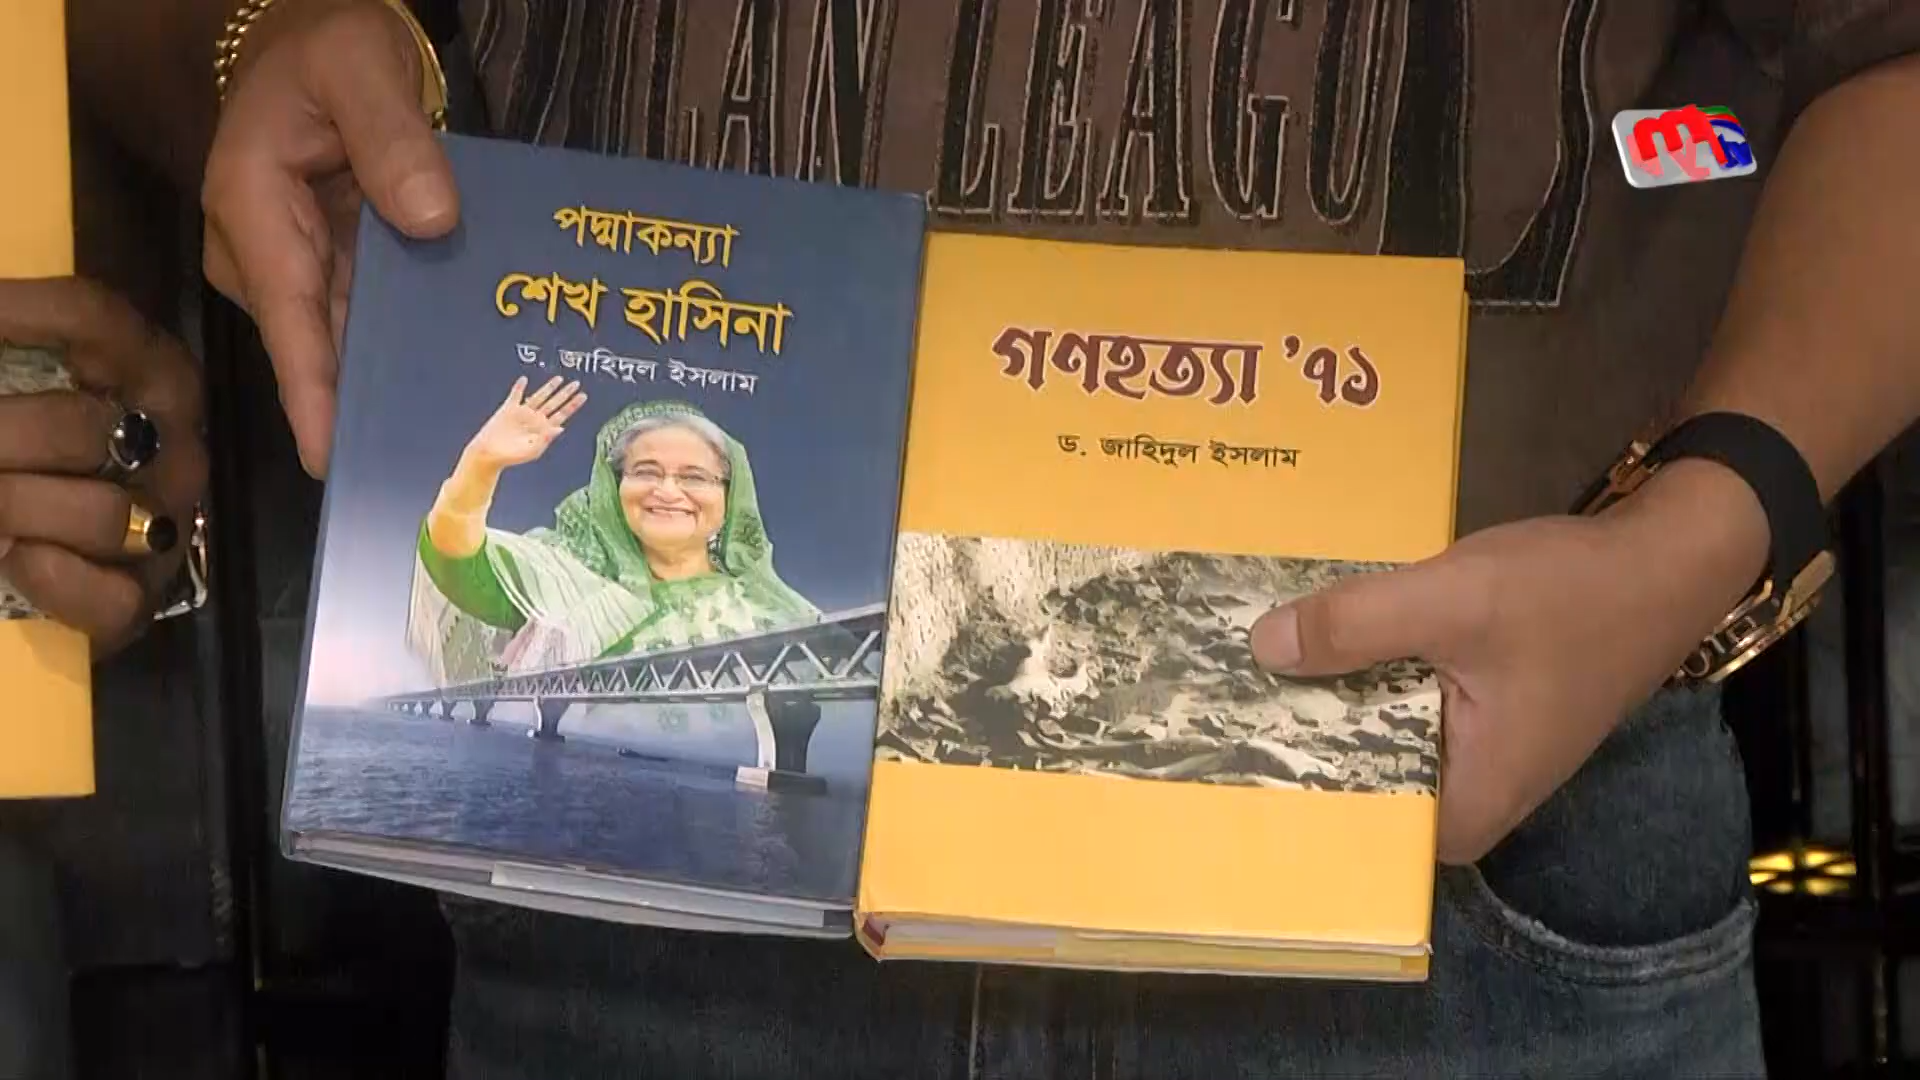 পদ্মাকন্যা
শেখ হাসিনা
ড. জাহিদুল ইসলাম
গণহত্যা '৭১
ড. জাহিদুল ইসলাম